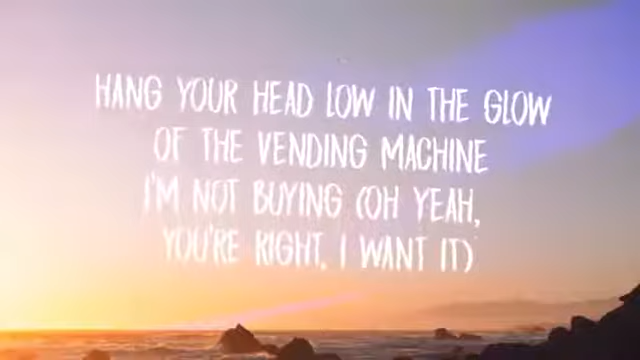 HANG YOUR HEAD LOW IN THE GLOW
OF THE VENDING MACHINE
I'M NOT BUYING (OH YEAH,
YOU'RE RIGHT, I WANT IT)